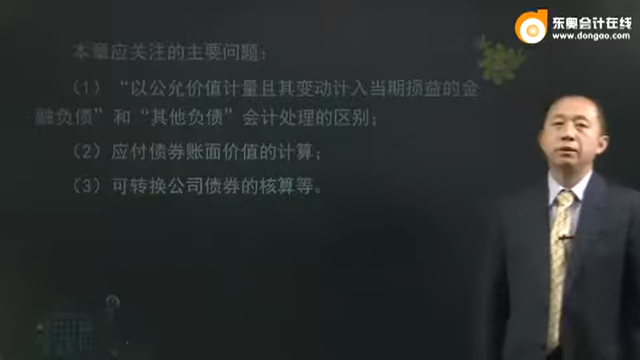 东奥会计在线
www.dongao.com
本章应关注的主要问题：
（1）“以公允价值计量且其变动计入当期损益的金
融负债”和“其他负债”会计处理的区别；
（2）应付债券账面价值的计算；
（3）可转换公司债券的核算等。